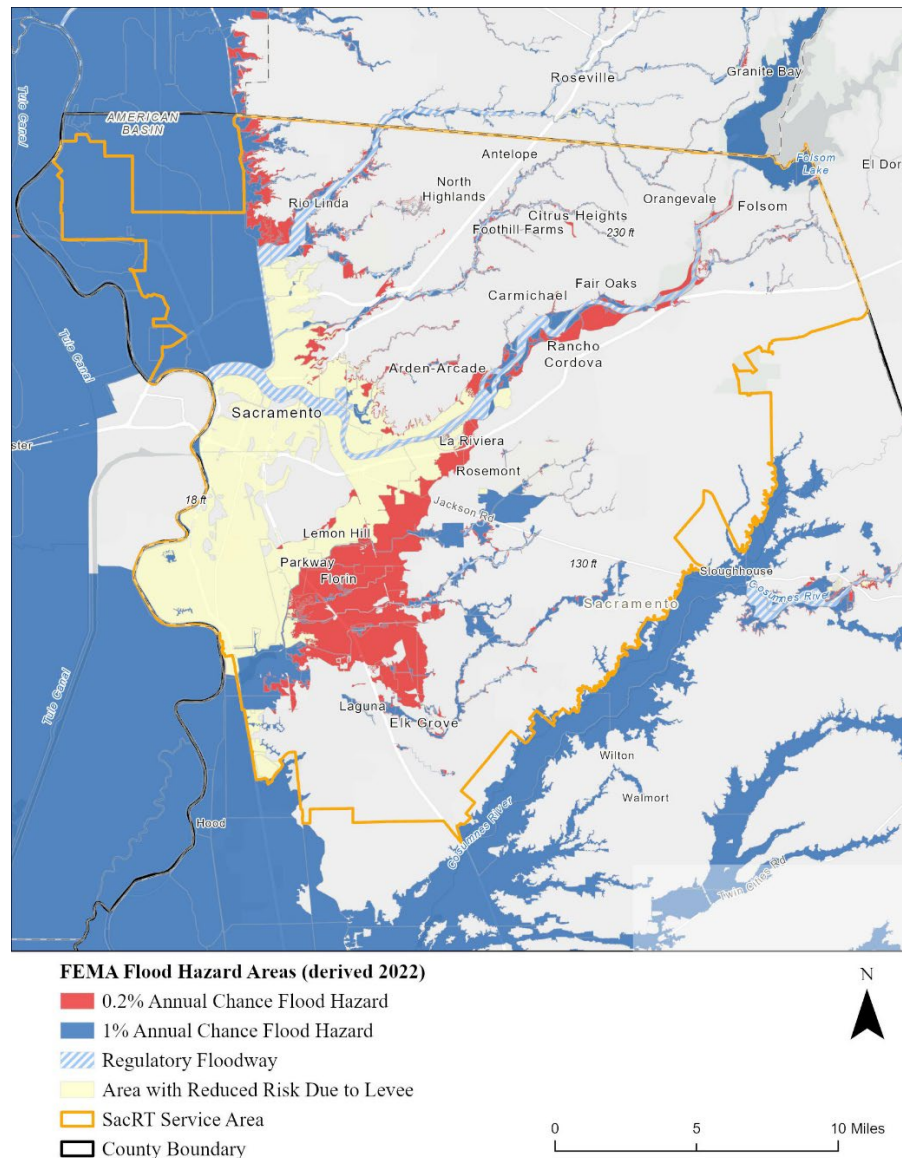 Roseville
Granite Bay
Tule Canal
AMERICAN
BASIN
Antelope
Folsom
Lake
El Dor
North
Highlands
Rio Linda
Orangevale
Folsom
Citrus Heights
Foothill Farms
230 ft
Fair Oaks
Carmichael
Tule Canal
Rancho
Cordova
Arden-Arcade
Sacramento
ster
La Riviera
Rosemont
18 ft
Jackson Rd
Lemon Hill
Parkway
Florin
130 ft
Sloughhouse
Cosumnes River
Sacramento
Tule Canal
Laguna
Elk Grove
Wilton
Walmort
Hood
Cosumnes River
Twin Cities Rd
FEMA Flood Hazard Areas (derived 2022)
0.2% Annual Chance Flood Hazard
1% Annual Chance Flood Hazard
Regulatory Floodway
Area with Reduced Risk Due to Levee
SacRT Service Area
County Boundary
N
0 5 10 Miles